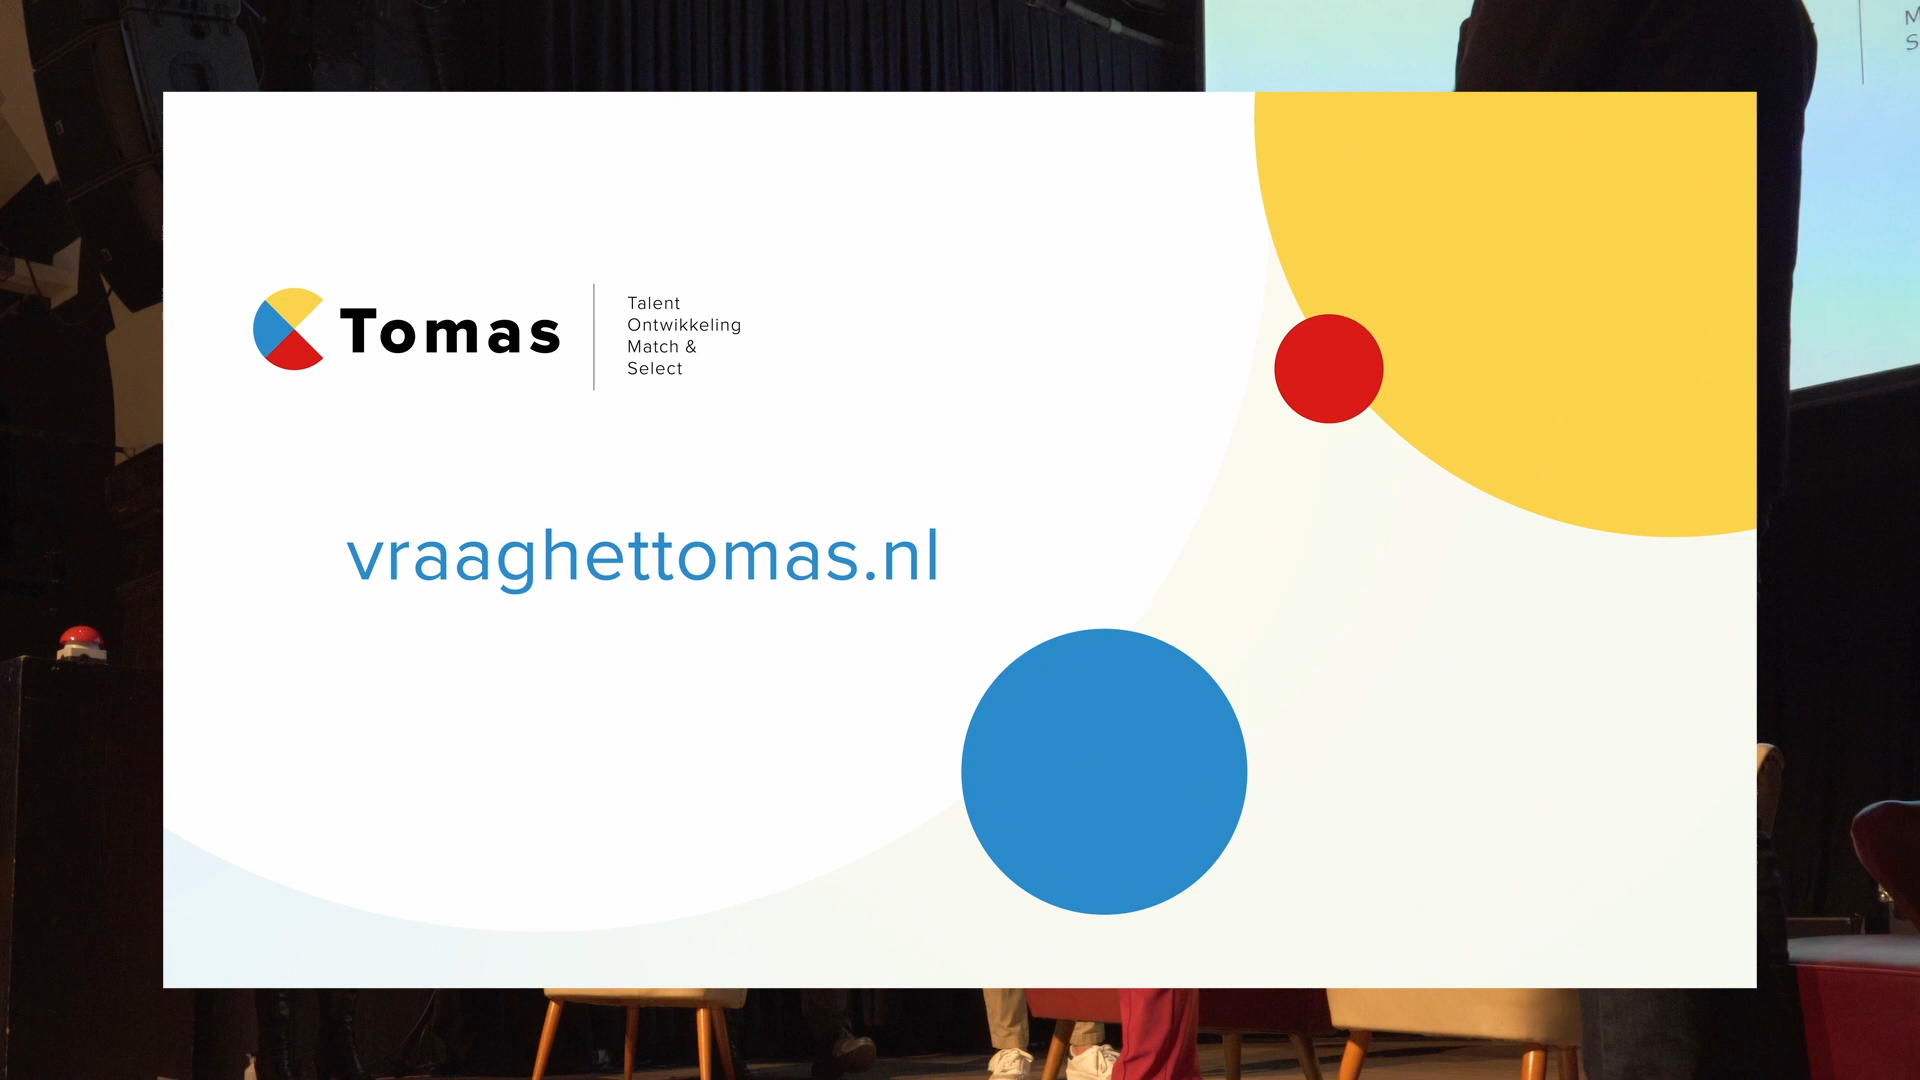 Tomas
Talent
Ontwikkeling
Match &
Select
vraaghettomas.nl
M
S